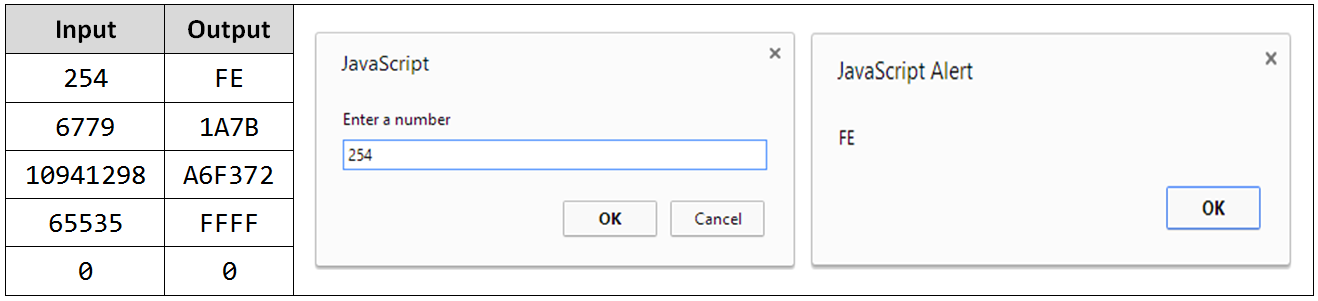 Input Output
254 FE
6779 1A7B
10941298 A6F372
65535 FFFF
0 0
JavaScript
Enter a number
254
OK Cancel
JavaScript Alert
FE
OK